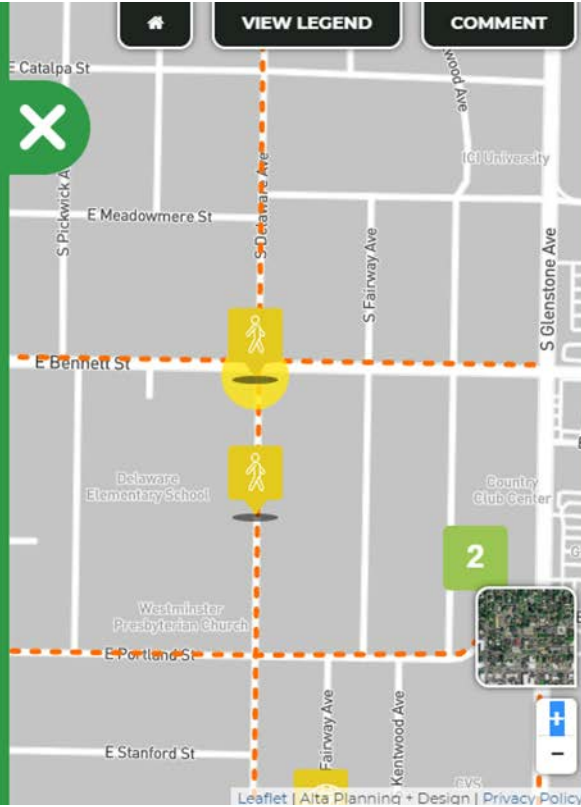 VIEW LEGEND
COMMENT
E Catalpa St
wood Ave
ICI University
S Pickwick A
E Meadowmere St
S Delaware Ave
S Fairway Ave
S Glenstone Ave
E Bennett St
Delaware
Elementary School
Country
Club Center
2
Westminster
Presbyterian Church
E Portland St
Fairway Ave
Kentwood Ave
E Stanford St
CVS
+
−
Leaflet | Alta Planning + Design | Privacy Policy